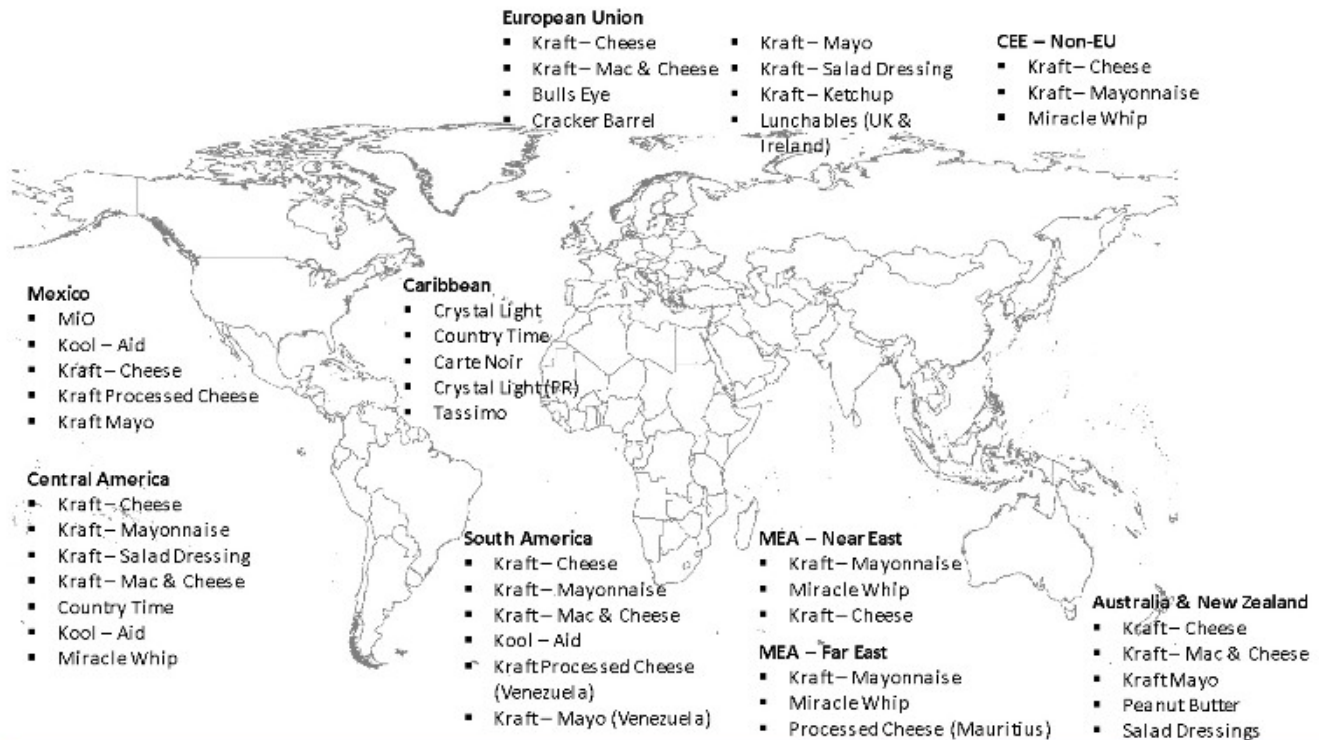 European Union
▪ Kraft – Cheese
▪ Kraft – Mac & Cheese
▪ Bulls Eye
▪ Cracker Barrel
▪ Kraft – Mayo
▪ Kraft – Salad Dressing
▪ Kraft – Ketchup
▪ Lunchables (UK &
Ireland)
CEE – Non-EU
▪ Kraft – Cheese
▪ Kraft – Mayonnaise
▪ Miracle Whip
Mexico
▪ MiO
▪ Kool – Aid
▪ Kraft – Cheese
▪ Kraft Processed Cheese
▪ Kraft Mayo
Caribbean
▪ Crystal Light
▪ Country Time
▪ Carte Noir
▪ Crystal Light (PR)
▪ Tassimo
Central America
▪ Kraft – Cheese
▪ Kraft – Mayonnaise
▪ Kraft – Salad Dressing
▪ Kraft – Mac & Cheese
▪ Country Time
▪ Kool – Aid
▪ Miracle Whip
South America
▪ Kraft – Cheese
▪ Kraft – Mayonnaise
▪ Kraft – Mac & Cheese
▪ Kool – Aid
▪ Kraft Processed Cheese
(Venezuela)
▪ Kraft – Mayo (Venezuela)
MEA – Near East
▪ Kraft – Mayonnaise
▪ Miracle Whip
▪ Kraft – Cheese
MEA – Far East
▪ Kraft – Mayonnaise
▪ Miracle Whip
▪ Processed Cheese (Mauritius)
Australia & New Zealand
▪ Kraft – Cheese
▪ Kraft – Mac & Cheese
▪ Kraft Mayo
▪ Peanut Butter
▪ Salad Dressings